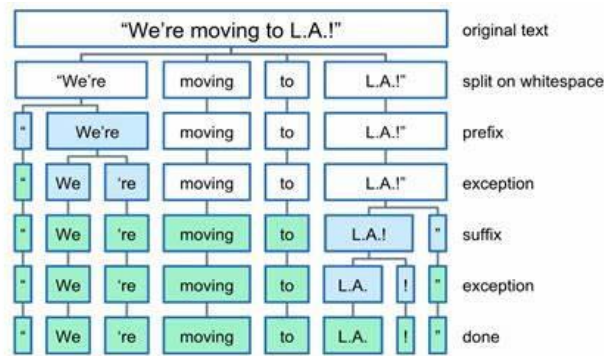 “We're moving to L.A.!” original text
“We're moving to L.A.!” split on whitespace
“ We're moving to L.A.!” prefix
“ We 're moving to L.A.!” exception
“ We 're moving to L.A.! ” suffix
“ We 're moving to L.A. ! ” exception
“ We 're moving to L.A. ! ” done